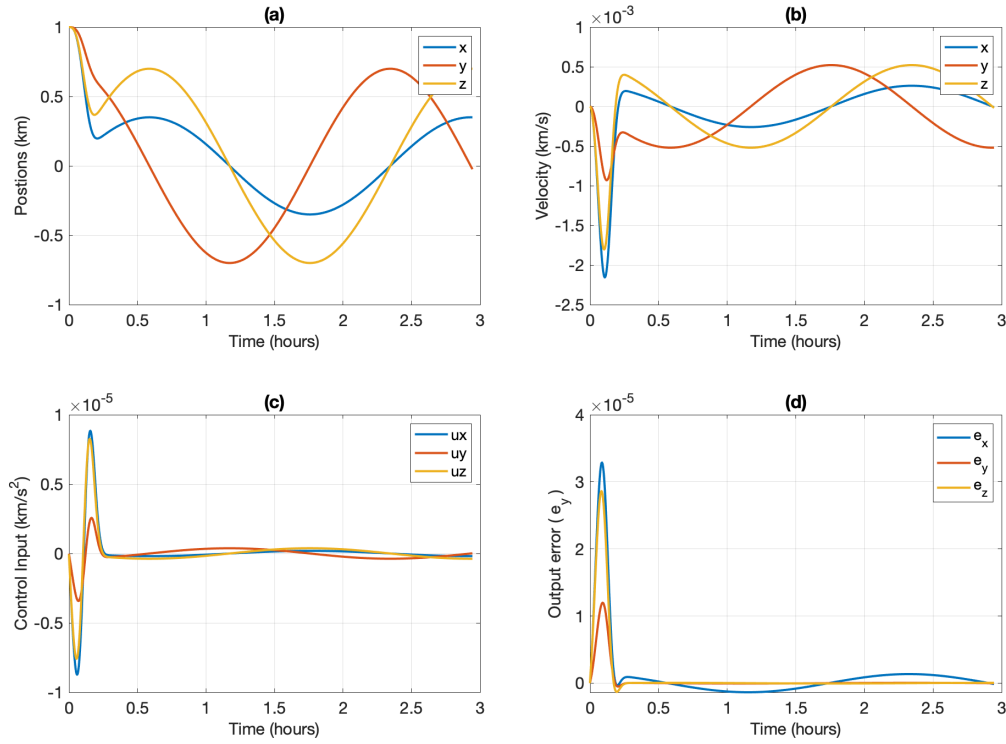 (a)
1
0.5
0
-0.5
-1
Postions (km)
0 0.5 1 1.5 2 2.5 3
Time (hours)
x
y
z
(b)
×10⁻³
1
0.5
0
-0.5
-1
-1.5
-2
-2.5
Velocity (km/s)
0 0.5 1 1.5 2 2.5 3
Time (hours)
x
y
z
(c)
×10⁻⁵
1
0.5
0
-0.5
-1
Control Input (km/s²)
0 0.5 1 1.5 2 2.5 3
Time (hours)
ux
uy
uz
(d)
×10⁻⁵
4
3
2
1
0
Output error ( e_y )
0 0.5 1 1.5 2 2.5 3
Time (hours)
e_x
e_y
e_z